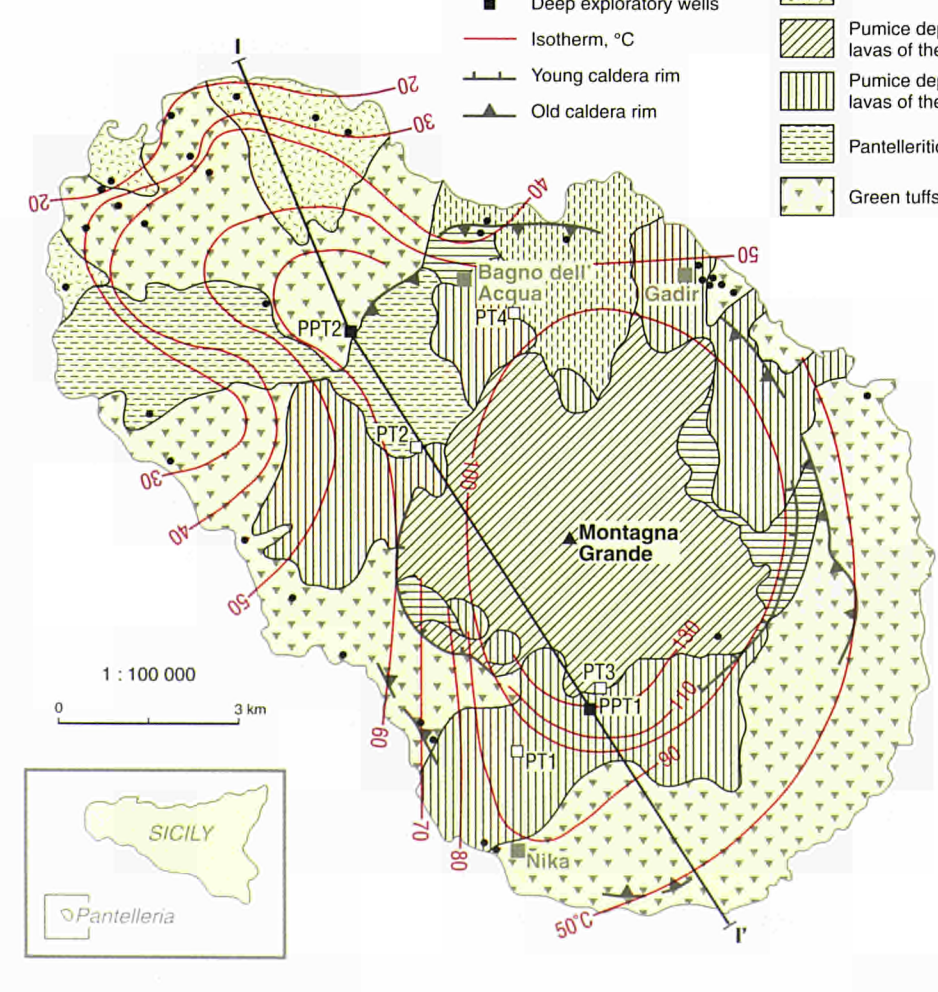 Deep exploratory wells
Isotherm, °C
Young caldera rim
Old caldera rim
Pumice de
lavas of the
Pumice de
lavas of the
Pantelleriti
Green tuffs
I
20
30
40
20
50
Bagno dell'
Acqua
Gadir
PT4
PPT2
PT2
30
100
40
Montagna
Grande
50
130
PT3
110
PPT1
60
PT1
90
70
80
Nika
50°C
I'
1 : 100 000
0
3 km
SICILY
Pantelleria